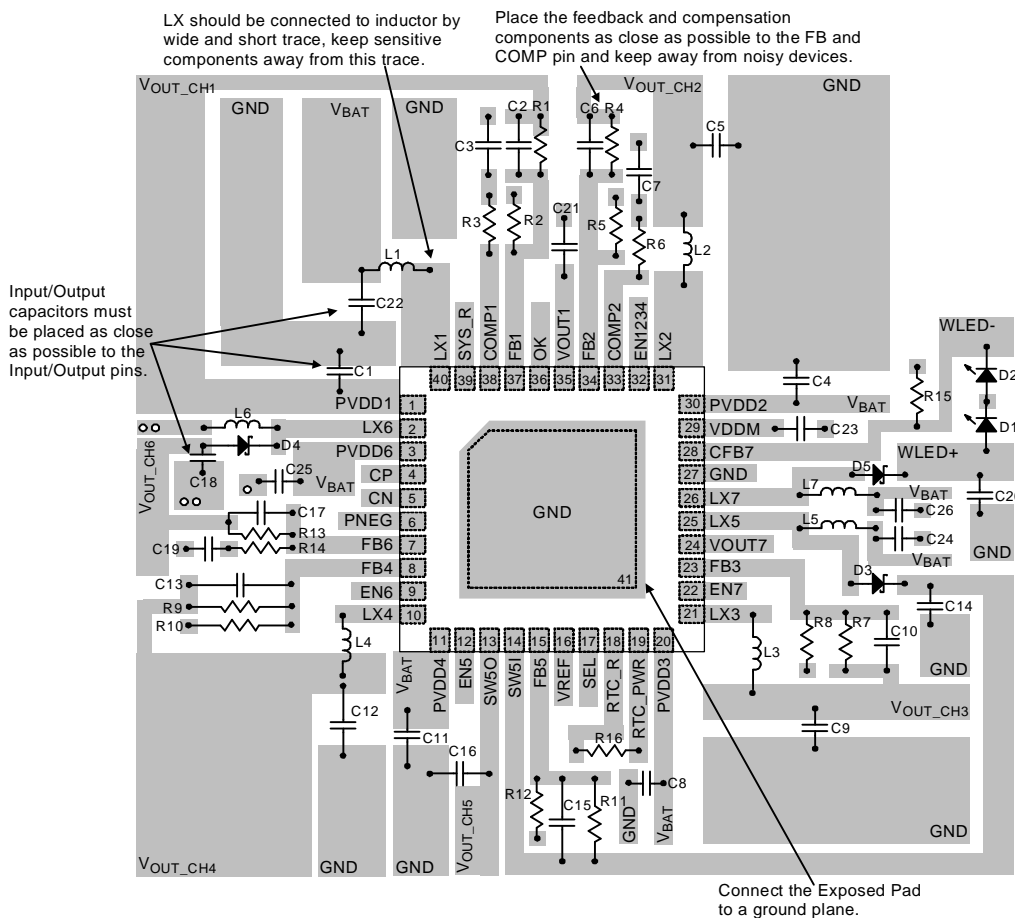 LX should be connected to inductor by
wide and short trace, keep sensitive
components away from this trace.
Place the feedback and compensation
components as close as possible to the FB and
COMP pin and keep away from noisy devices.
VOUT_CH1
GND
VBAT
GND
C2
R1
C6
R4
VOUT_CH2
GND
C3
C5
C7
R3
R2
C21
R5
R6
L2
L1
C22
Input/Output
capacitors must
be placed as close
as possible to the
Input/Output pins.
C1
LX1
SYS_R
COMP1
FB1
OK
VOUT1
FB2
COMP2
EN1234
LX2
40
39
38
37
36
35
34
33
32
31
WLED-
D2
D1
C4
R15
VBAT
L6
D4
VOUT_CH6
C18
C25
VBAT
C17
R13
C19
R14
C13
R9
R10
PVDD1
LX6
PVDD6
CP
CN
PNEG
FB6
FB4
EN6
LX4
1
2
3
4
5
6
7
8
9
10
GND
41
30
29
28
27
26
25
24
23
22
21
PVDD2
VDDM
CFB7
GND
LX7
LX5
VOUT7
FB3
EN7
LX3
C23
WLED+
D5
L7
VBAT
C26
L5
C24
VBAT
C20
GND
D3
C14
GND
R8
R7
C10
L3
L4
11
12
13
14
15
16
17
18
19
20
VBAT
PVDD4
EN5
SW5O
SW5I
FB5
VREF
SEL
RTC_R
RTC_PWR
PVDD3
C12
C11
C16
R16
R12
C15
R11
C8
GND
VBAT
VOUT_CH3
C9
GND
VOUT_CH4
GND
GND
VOUT_CH5
Connect the Exposed Pad
to a ground plane.